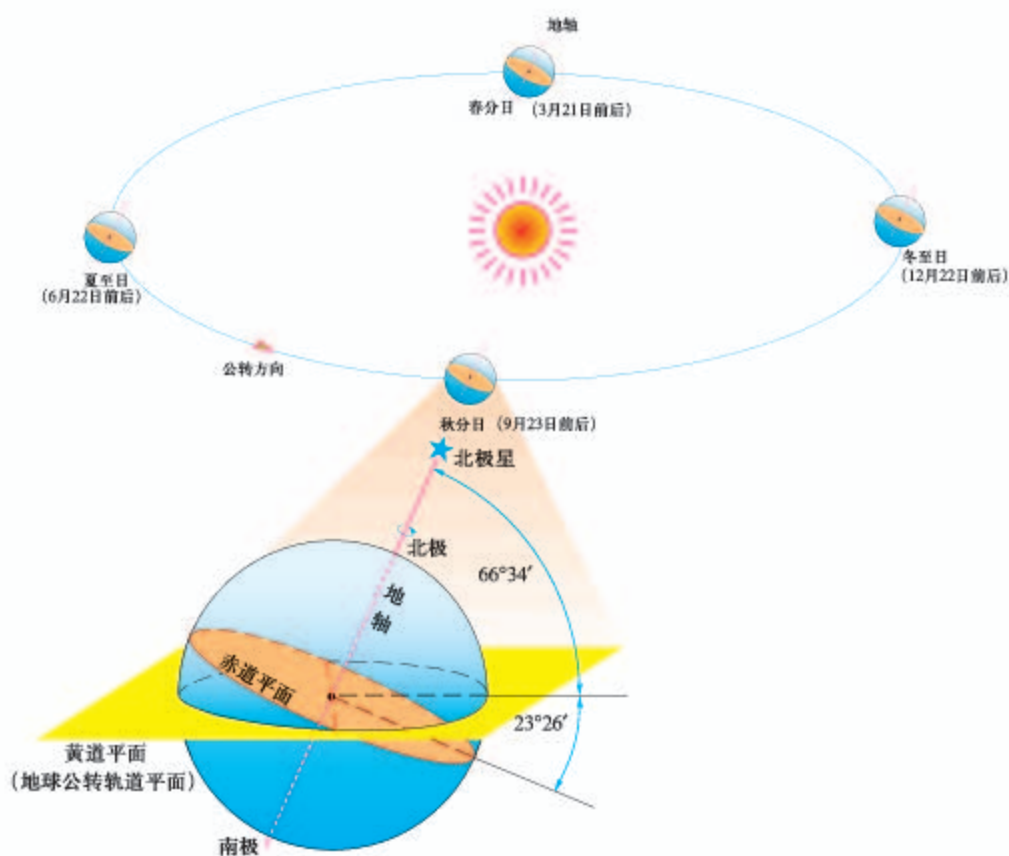 地轴
春分日（3月21日前后）
夏至日
（6月22日前后）
冬至日
（12月22日前后）
公转方向
秋分日（9月23日前后）
北极星
北极
66°34′
地轴
赤道平面
23°26′
黄道平面
（地球公转轨道平面）
南极